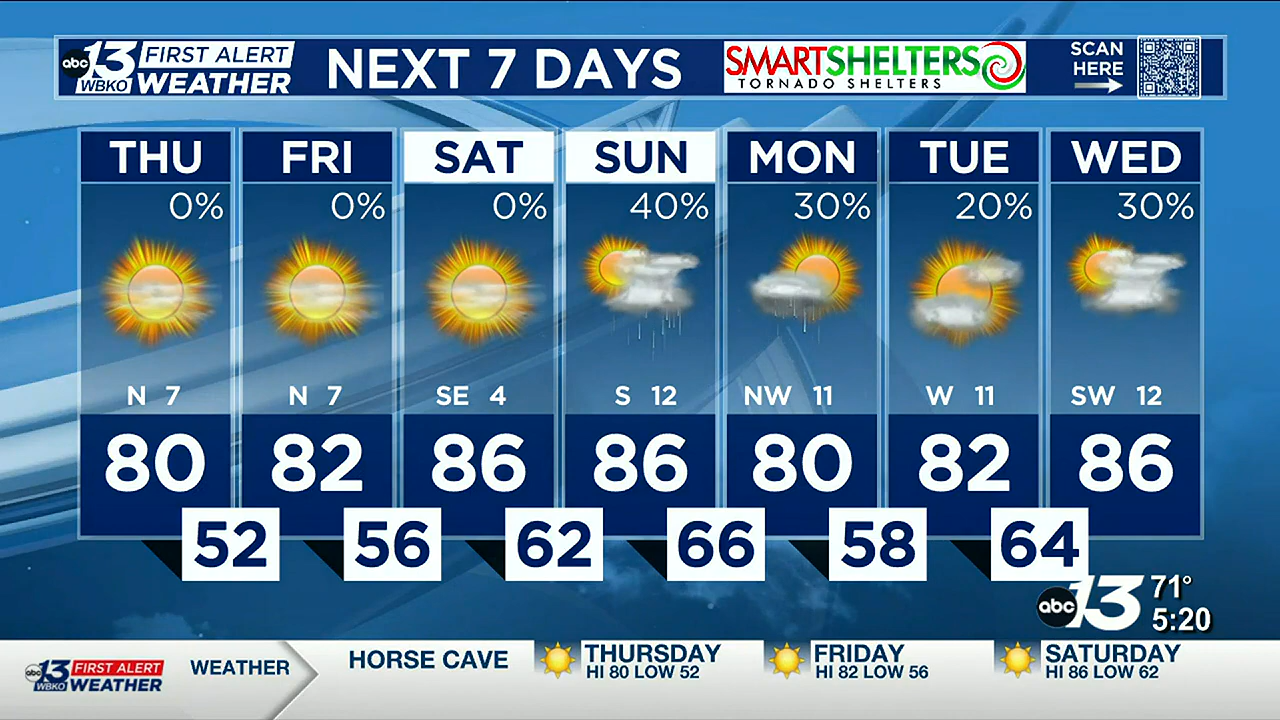 abc 13 WBKO FIRST ALERT WEATHER
NEXT 7 DAYS
SMARTSHELTERS
TORNADO SHELTERS
SCAN
HERE
THU FRI SAT SUN MON TUE WED
0% 0% 0% 40% 30% 20% 30%
N 7 N 7 SE 4 S 12 NW 11 W 11 SW 12
80 82 86 86 80 82 86
52 56 62 66 58 64
abc 13 71°
5:20
abc 13 WBKO FIRST ALERT WEATHER
WEATHER
HORSE CAVE
THURSDAY
HI 80 LOW 52
FRIDAY
HI 82 LOW 56
SATURDAY
HI 86 LOW 62